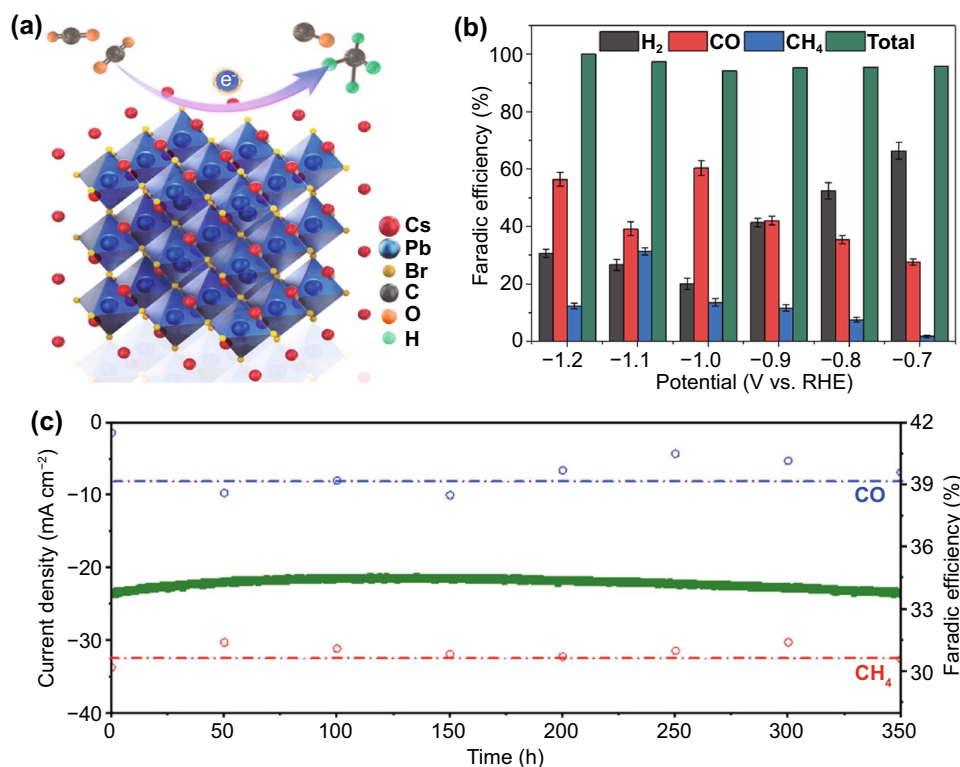 (a)
e⁻
Cs
Pb
Br
C
O
H
(b)
H₂ CO CH₄ Total
100
80
60
40
20
0
Faradic efficiency (%)
−1.2 −1.1 −1.0 −0.9 −0.8 −0.7
Potential (V vs. RHE)
(c)
0
−10
−20
−30
−40
Current density (mA cm⁻²)
CO
CH₄
42
39
36
33
30
Faradic efficiency (%)
0 50 100 150 200 250 300 350
Time (h)